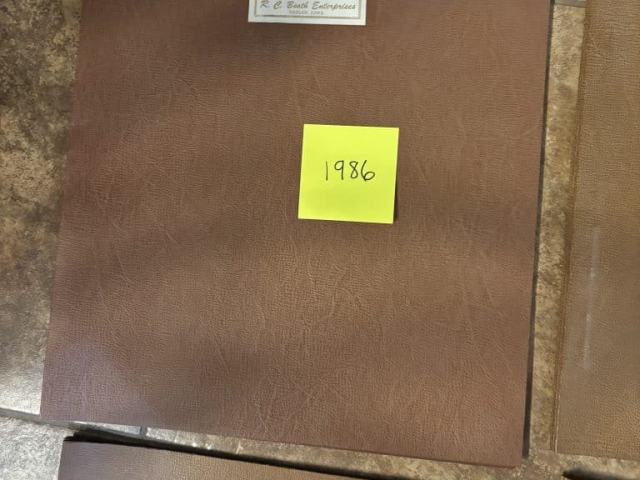 R. C. Booth Enterprises
1986